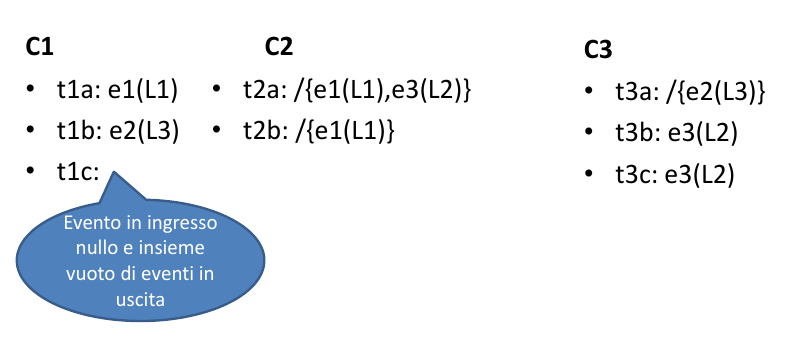 C1
• t1a: e1(L1)
• t1b: e2(L3)
• t1c:
Evento in ingresso
nullo e insieme
vuoto di eventi in
uscita
C2
• t2a: /{e1(L1),e3(L2)}
• t2b: /{e1(L1)}
C3
• t3a: /{e2(L3)}
• t3b: e3(L2)
• t3c: e3(L2)